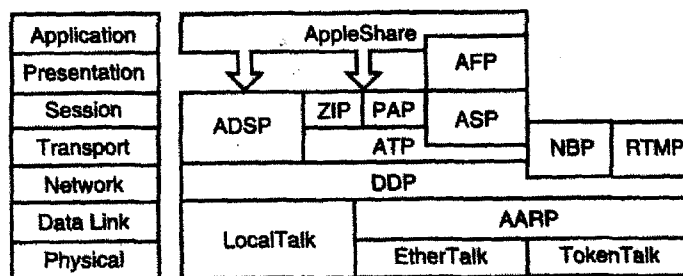 Application
Presentation
Session
Transport
Network
Data Link
Physical
AppleShare
AFP
ADSP
ZIP
PAP
ASP
ATP
NBP
RTMP
DDP
LocalTalk
AARP
EtherTalk
TokenTalk